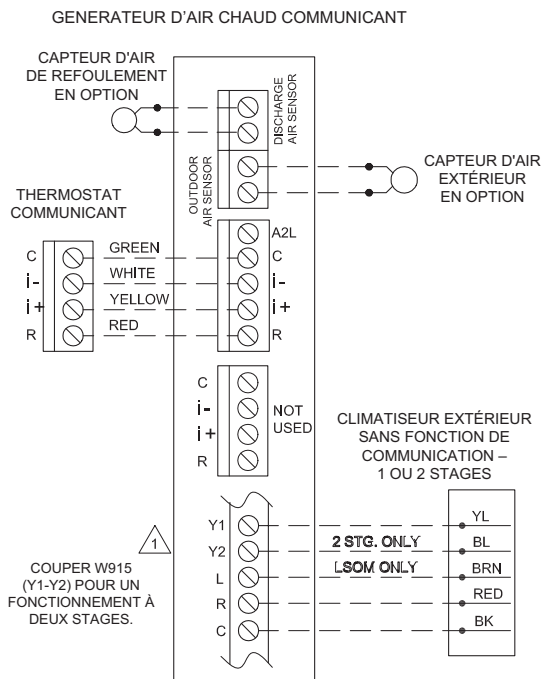 GENERATEUR D'AIR CHAUD COMMUNICANT
CAPTEUR D'AIR
DE REFOULEMENT
EN OPTION
DISCHARGE
AIR SENSOR
OUTDOOR
AIR SENSOR
CAPTEUR D'AIR
EXTÉRIEUR
EN OPTION
THERMOSTAT
COMMUNICANT
A2L
C GREEN C
i- WHITE i-
i+ YELLOW i+
R RED R
C
i-
i+
R
NOT
USED
CLIMATISEUR EXTÉRIEUR
SANS FONCTION DE
COMMUNICATION –
1 OU 2 STAGES
Y1 YL
Y2 2 STG. ONLY BL
L LSOM ONLY BRN
R RED
C BK
1
COUPER W915
(Y1-Y2) POUR UN
FONCTIONNEMENT À
DEUX STAGES.